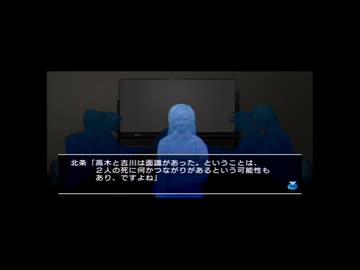 北条「高木と吉川は面識があった。ということは、
２人の死に何かつながりがあるという可能性も
あり、ですよね」